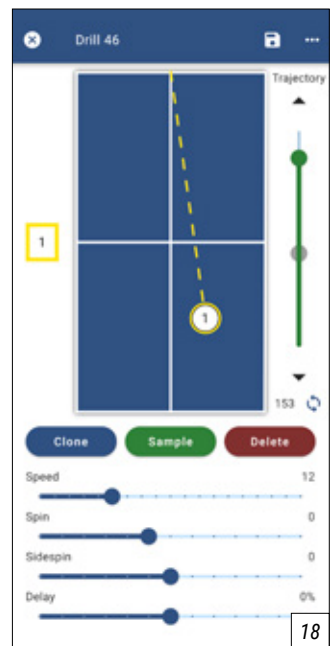 Drill 46
Trajectory
1
1
153
Clone Sample Delete
Speed 12
Spin 0
Sidespin 0
Delay 0%
18